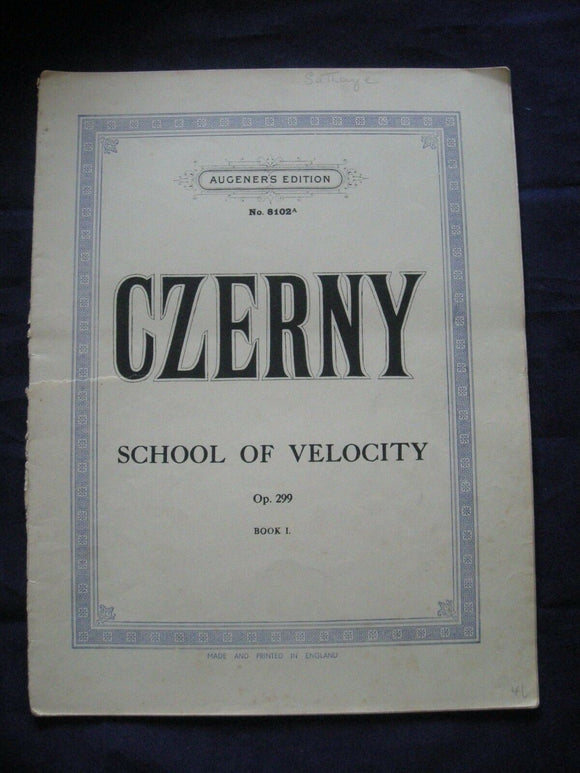 AUGENER'S EDITION
No. 8102A
CZERNY
SCHOOL OF VELOCITY
Op. 299
BOOK I.
MADE AND PRINTED IN ENGLAND